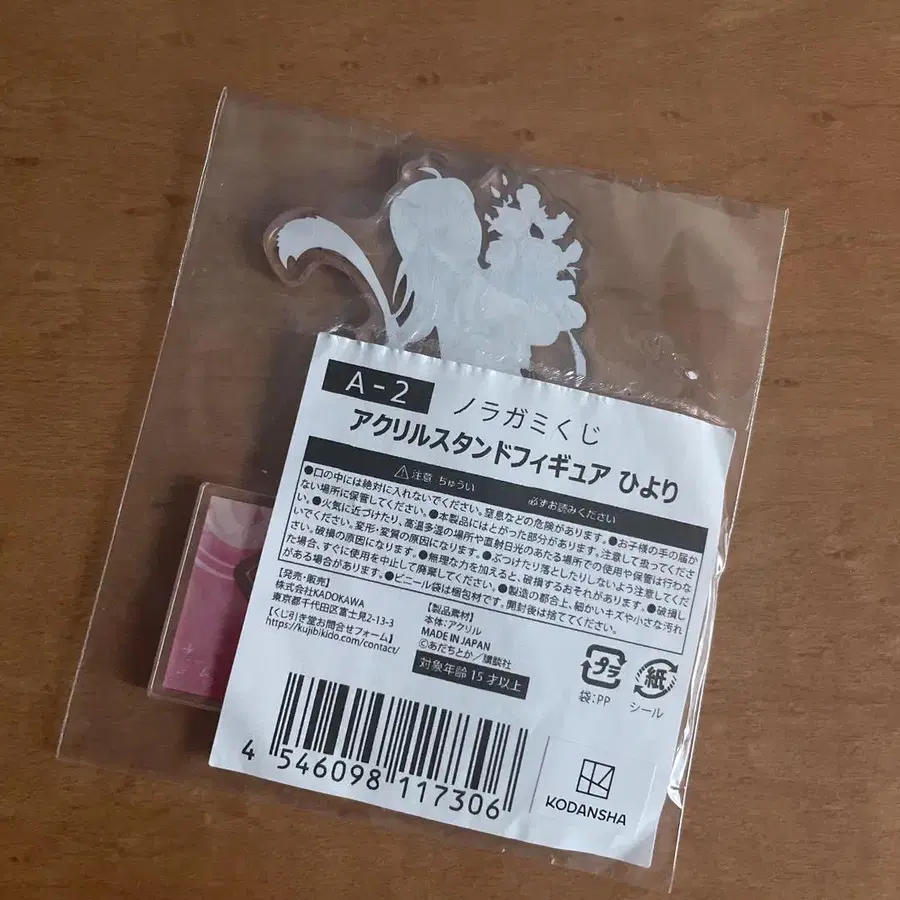 A-2
ノラガミくじ
アクリルスタンドフィギュア ひより
注意 ちゅうい 必ずお読みください
●口の中には絶対に入れないでください。窒息などの危険があります。●お子様の手の届か
ない場所に保管してください。●本製品にはとがった部分があります。注意して扱ってくださ
い。●火気に近づけたり、高温多湿の場所や直射日光のあたる場所での使用や保管は行わな
いでください。変形・変質の原因になります。●ぶつけたり落としたりしないよう注意してくだ
さい。破損の原因になります。●無理な力を加えると、破損するおそれがあります。●破損し
た場合、すぐに使用を中止して廃棄してください。●製造の都合上、細かいキズや小さな汚れ
がある場合があります。●ビニール袋は梱包材です。開封後は捨ててください。
【発売・販売】
株式会社KADOKAWA
東京都千代田区富士見2-13-3
【くじ引き堂お問合せフォーム】
https://kujibikido.com/contact/
【製品素材】
本体:アクリル
MADE IN JAPAN
©あだちとか/講談社
対象年齢15才以上
プラ
袋:PP
紙
シール
4 546098 117306
KODANSHA